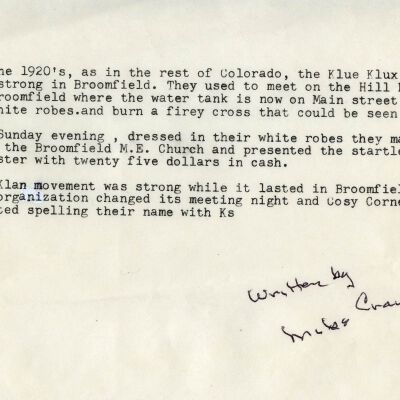 he 1920's, as in the rest of Colorado, the Klue Klux
strong in Broomfield. They used to meet on the Hill
roomfield where the water tank is now on Main street
hite robes.and burn a firey cross that could be seen
Sunday evening , dressed in their white robes they ma
the Broomfield M.E. Church and presented the startle
ster with twenty five dollars in cash.
Klan movement was strong while it lasted in Broomfiel
organization changed its meeting night and Cosy Corne
ted spelling their name with Ks
Written by